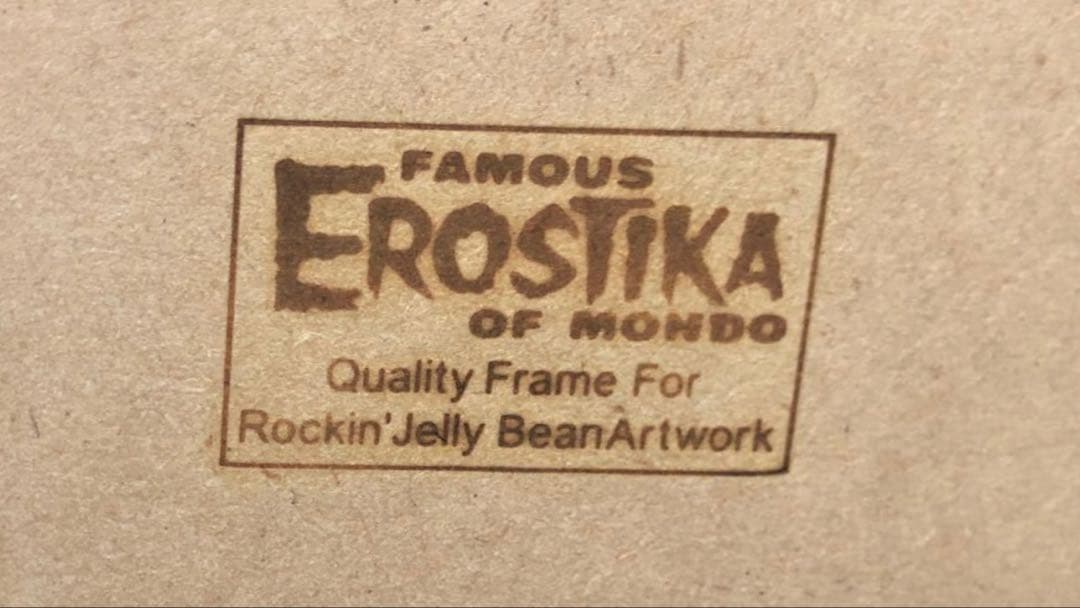 FAMOUS
EROSTIKA
OF MONDO
Quality Frame For
Rockin'Jelly BeanArtwork